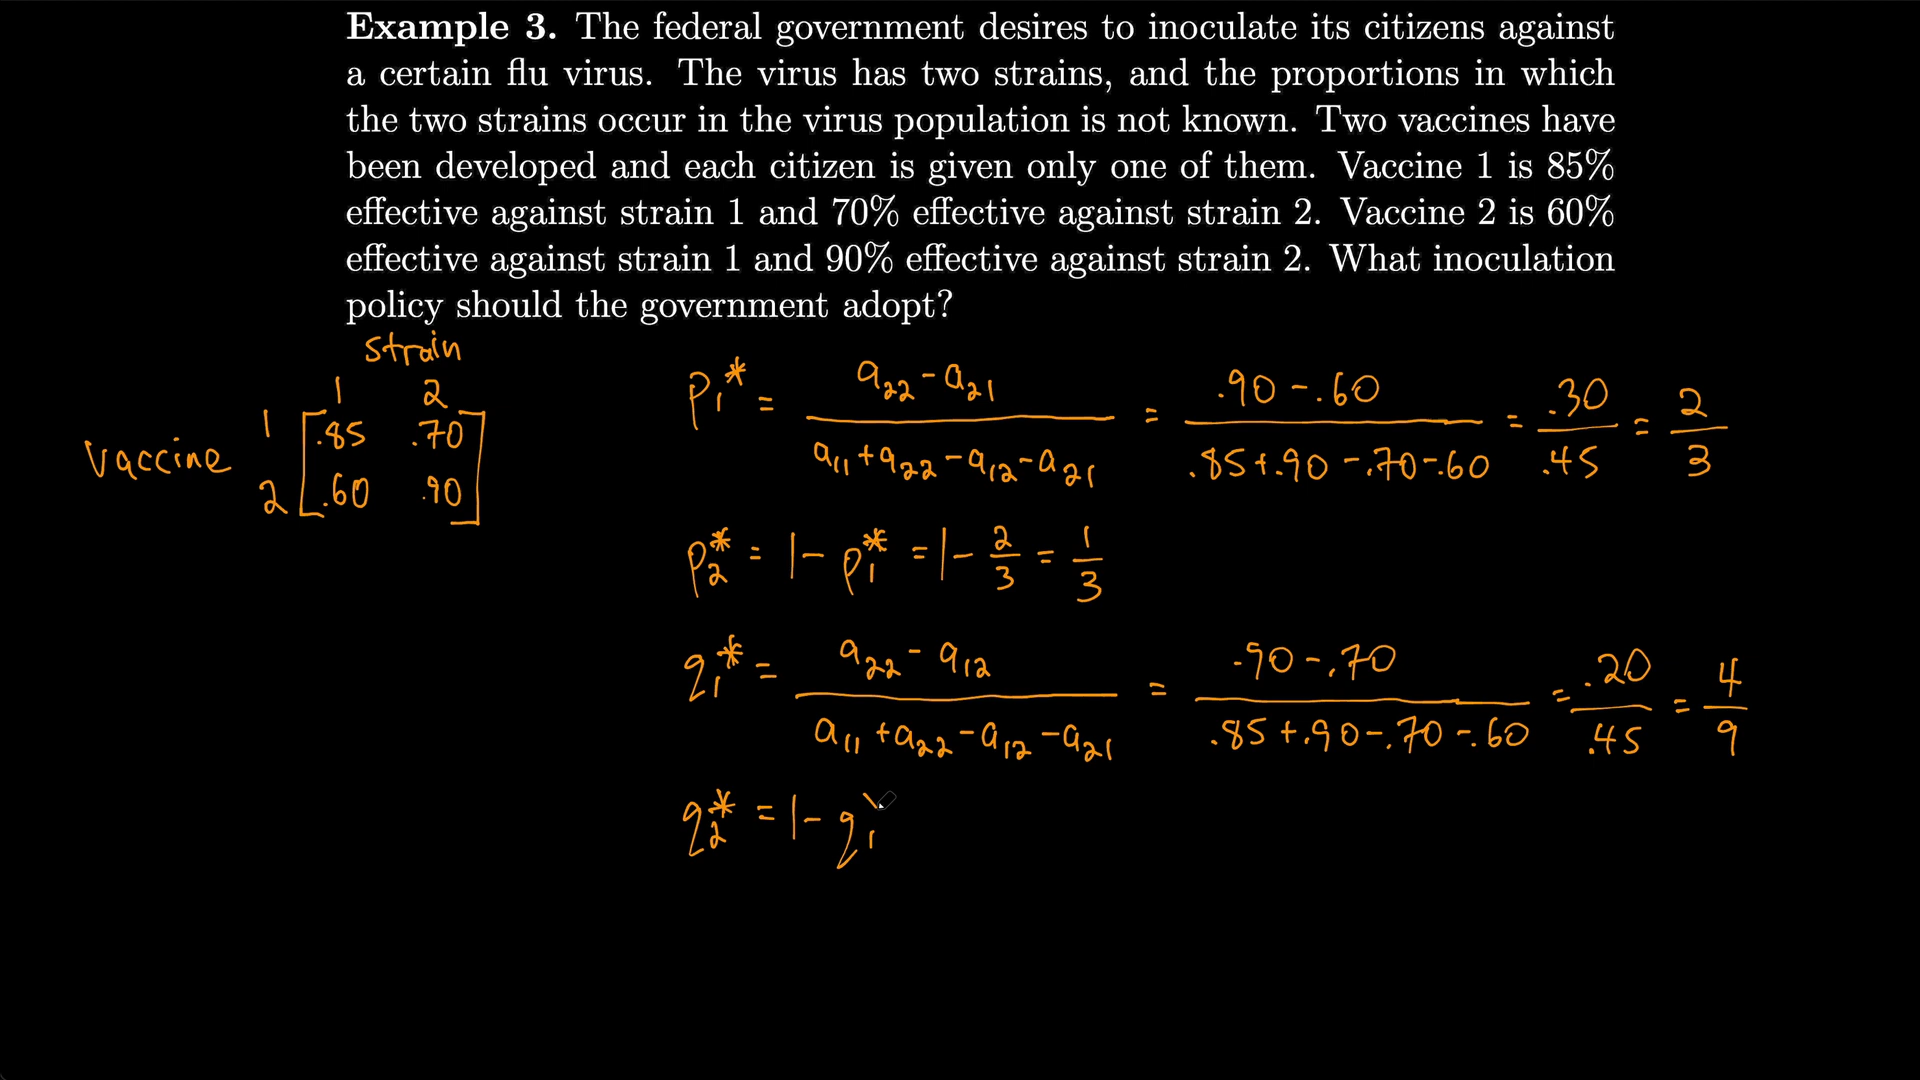 Example 3. The federal government desires to inoculate its citizens against
a certain flu virus. The virus has two strains, and the proportions in which
the two strains occur in the virus population is not known. Two vaccines have
been developed and each citizen is given only one of them. Vaccine 1 is 85%
effective against strain 1 and 70% effective against strain 2. Vaccine 2 is 60%
effective against strain 1 and 90% effective against strain 2. What inoculation
policy should the government adopt?
strain
1 2
vaccine
1 [.85 .70]
2 [.60 .90]
p₁* = (a₂₂ - a₂₁) / (a₁₁ + a₂₂ - a₁₂ - a₂₁) = (.90 - .60) / (.85 + .90 - .70 - .60) = .30/.45 = 2/3
p₂* = 1 - p₁* = 1 - 2/3 = 1/3
q₁* = (a₂₂ - a₁₂) / (a₁₁ + a₂₂ - a₁₂ - a₂₁) = (.90 - .70) / (.85 + .90 - .70 - .60) = .20/.45 = 4/9
q₂* = 1 - q₁